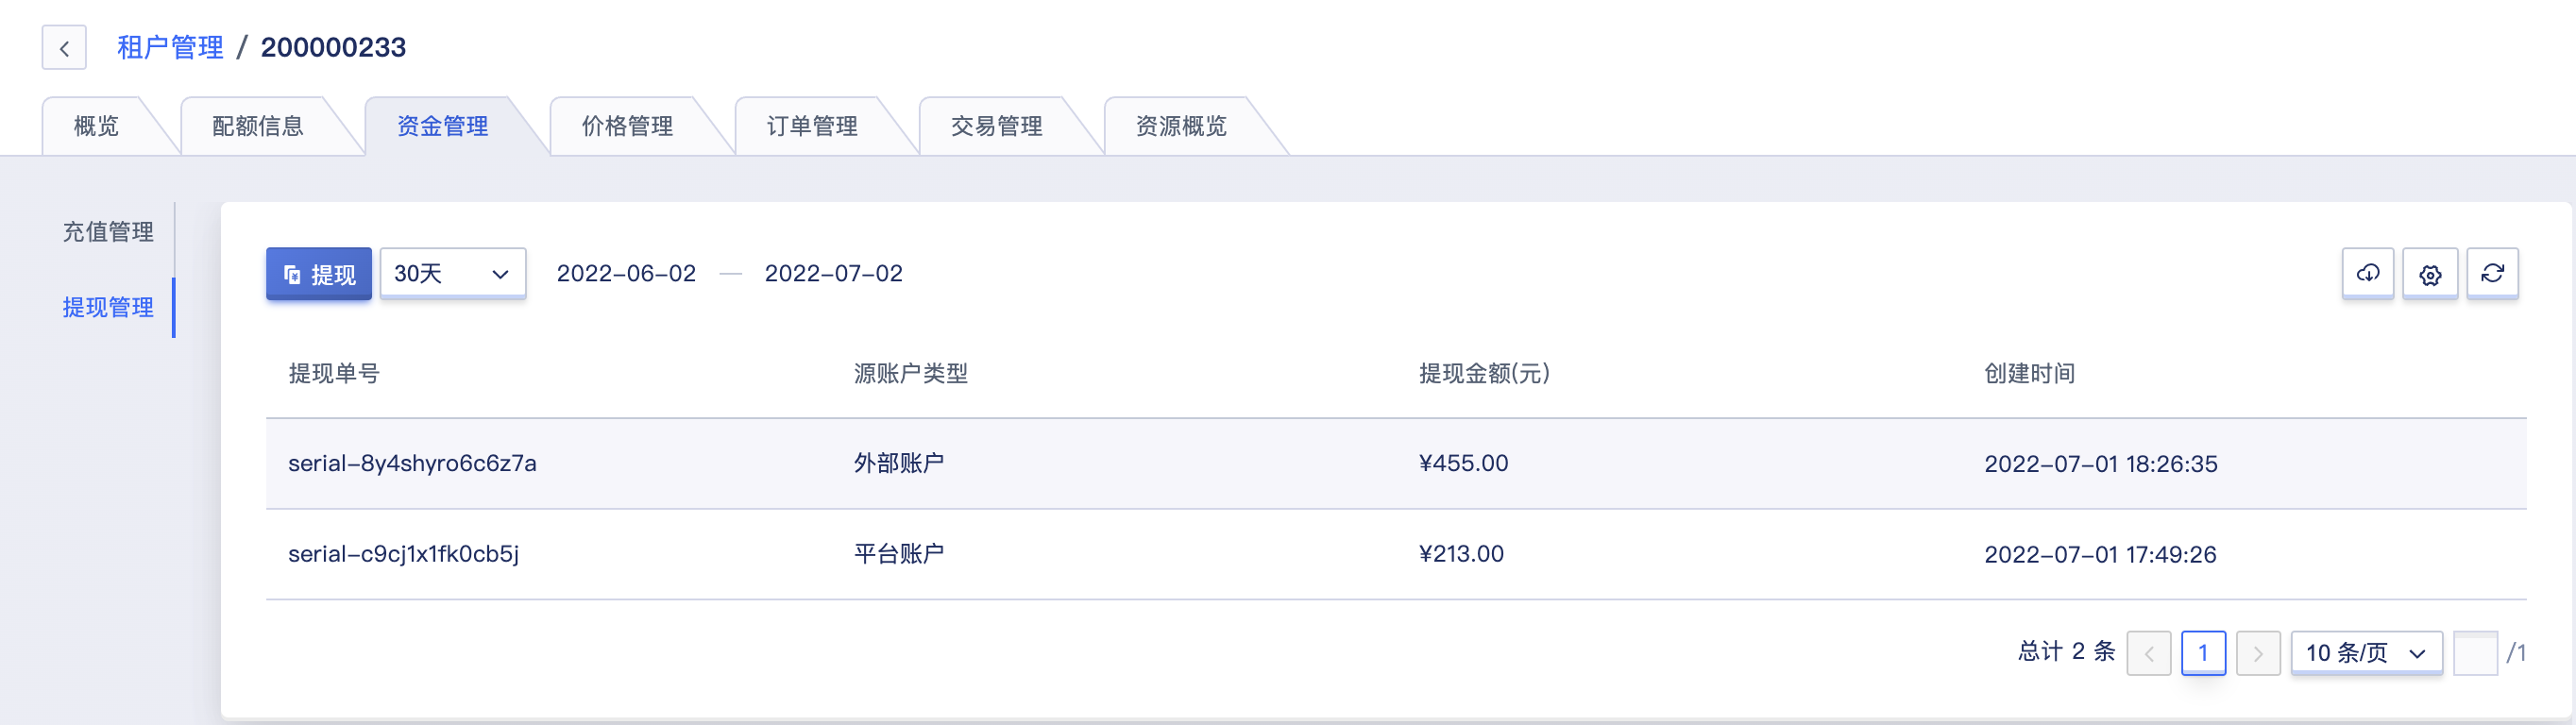 租户管理 / 200000233
概览 配额信息 资金管理 价格管理 订单管理 交易管理 资源概览
充值管理
提现管理
提现 30天 2022-06-02 — 2022-07-02
提现单号 源账户类型 提现金额(元) 创建时间
serial-8y4shyro6c6z7a 外部账户 ¥455.00 2022-07-01 18:26:35
serial-c9cj1x1fk0cb5j 平台账户 ¥213.00 2022-07-01 17:49:26
总计 2 条 1 10 条/页 /1